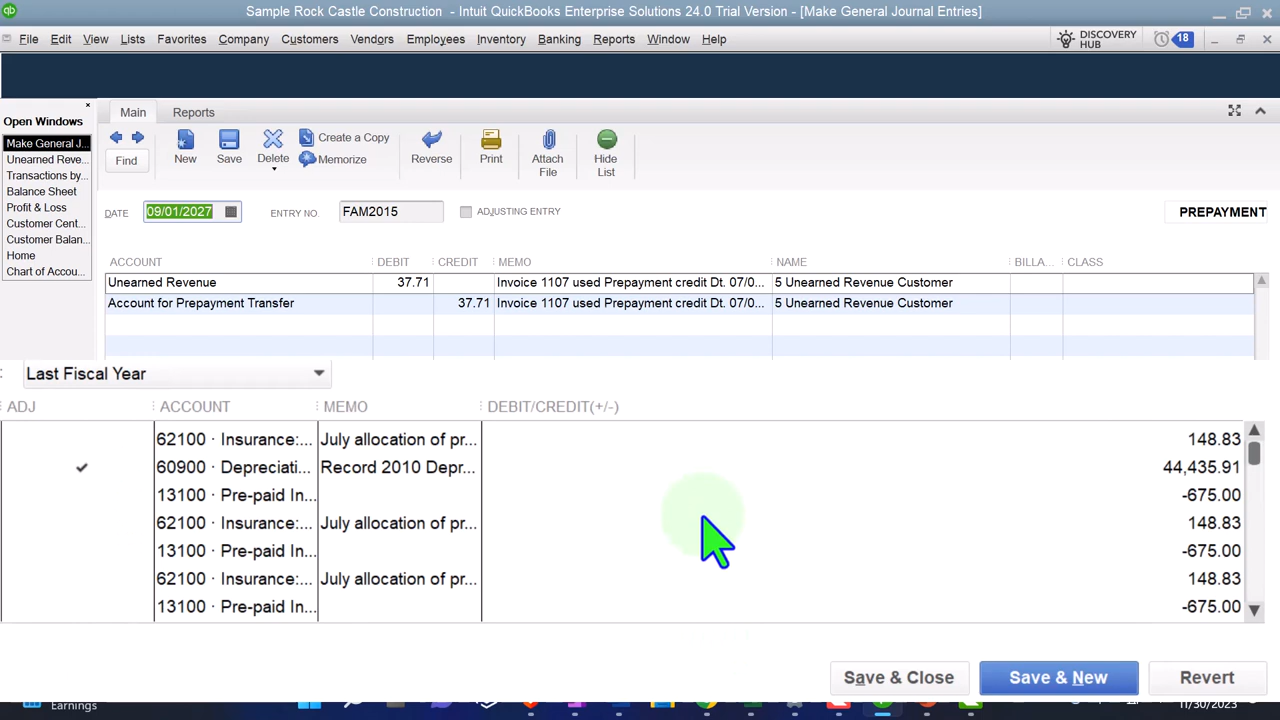 Sample Rock Castle Construction - Intuit QuickBooks Enterprise Solutions 24.0 Trial Version - [Make General Journal Entries]
File Edit View Lists Favorites Company Customers Vendors Employees Inventory Banking Reports Window Help DISCOVERY HUB 18
Open Windows
Make General J...
Unearned Reve...
Transactions by...
Balance Sheet
Profit & Loss
Customer Cent...
Customer Balan...
Home
Chart of Accou...
Main Reports
Find New Save Delete Create a Copy
Memorize Reverse Print Attach File Hide List
DATE 09/01/2027 ENTRY NO. FAM2015 ADJUSTING ENTRY PREPAYMENT
ACCOUNT DEBIT CREDIT MEMO NAME BILLA... CLASS
Unearned Revenue 37.71 Invoice 1107 used Prepayment credit Dt. 07/0... 5 Unearned Revenue Customer
Account for Prepayment Transfer 37.71 Invoice 1107 used Prepayment credit Dt. 07/0... 5 Unearned Revenue Customer
: Last Fiscal Year
ADJ ACCOUNT MEMO DEBIT/CREDIT(+/-)
62100 · Insurance:... July allocation of pr... 148.83
60900 · Depreciati... Record 2010 Depr... 44,435.91
13100 · Pre-paid In... -675.00
62100 · Insurance:... July allocation of pr... 148.83
13100 · Pre-paid In... -675.00
62100 · Insurance:... July allocation of pr... 148.83
13100 · Pre-paid In... -675.00
Save & Close Save & New Revert
Earnings 11/30/2023